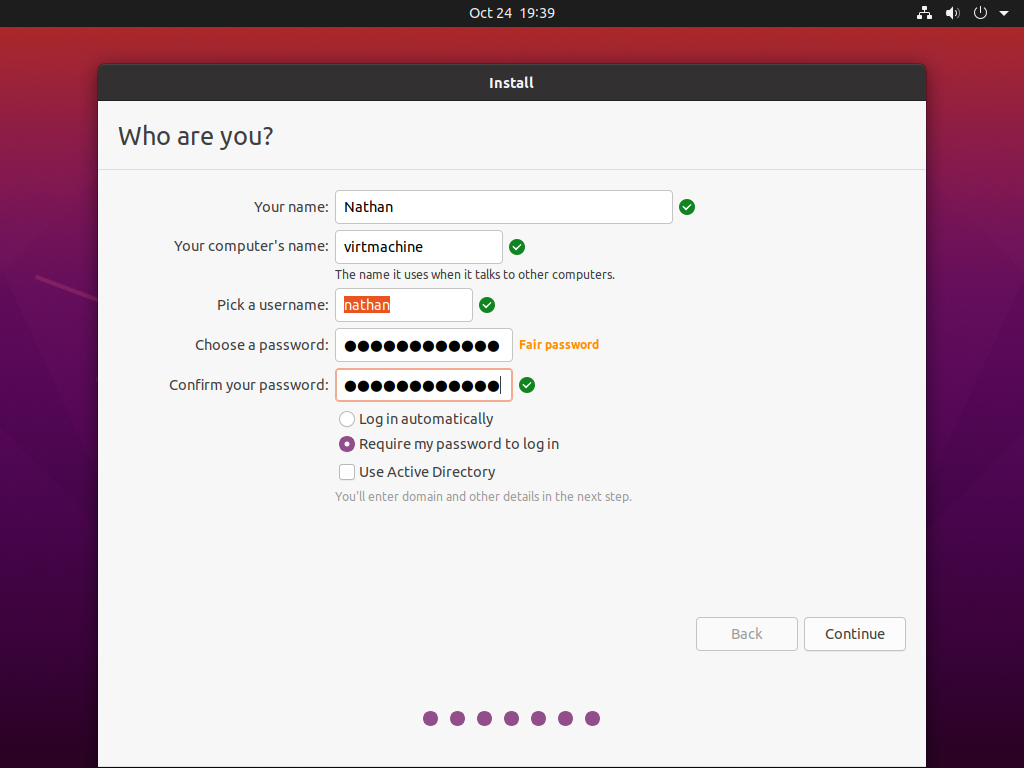 Oct 24 19:39
Install
Who are you?
Your name: Nathan
Your computer's name: virtmachine
The name it uses when it talks to other computers.
Pick a username: nathan
Choose a password: ●●●●●●●●●●●● Fair password
Confirm your password: ●●●●●●●●●●●●
Log in automatically
Require my password to log in
Use Active Directory
You'll enter domain and other details in the next step.
Back Continue